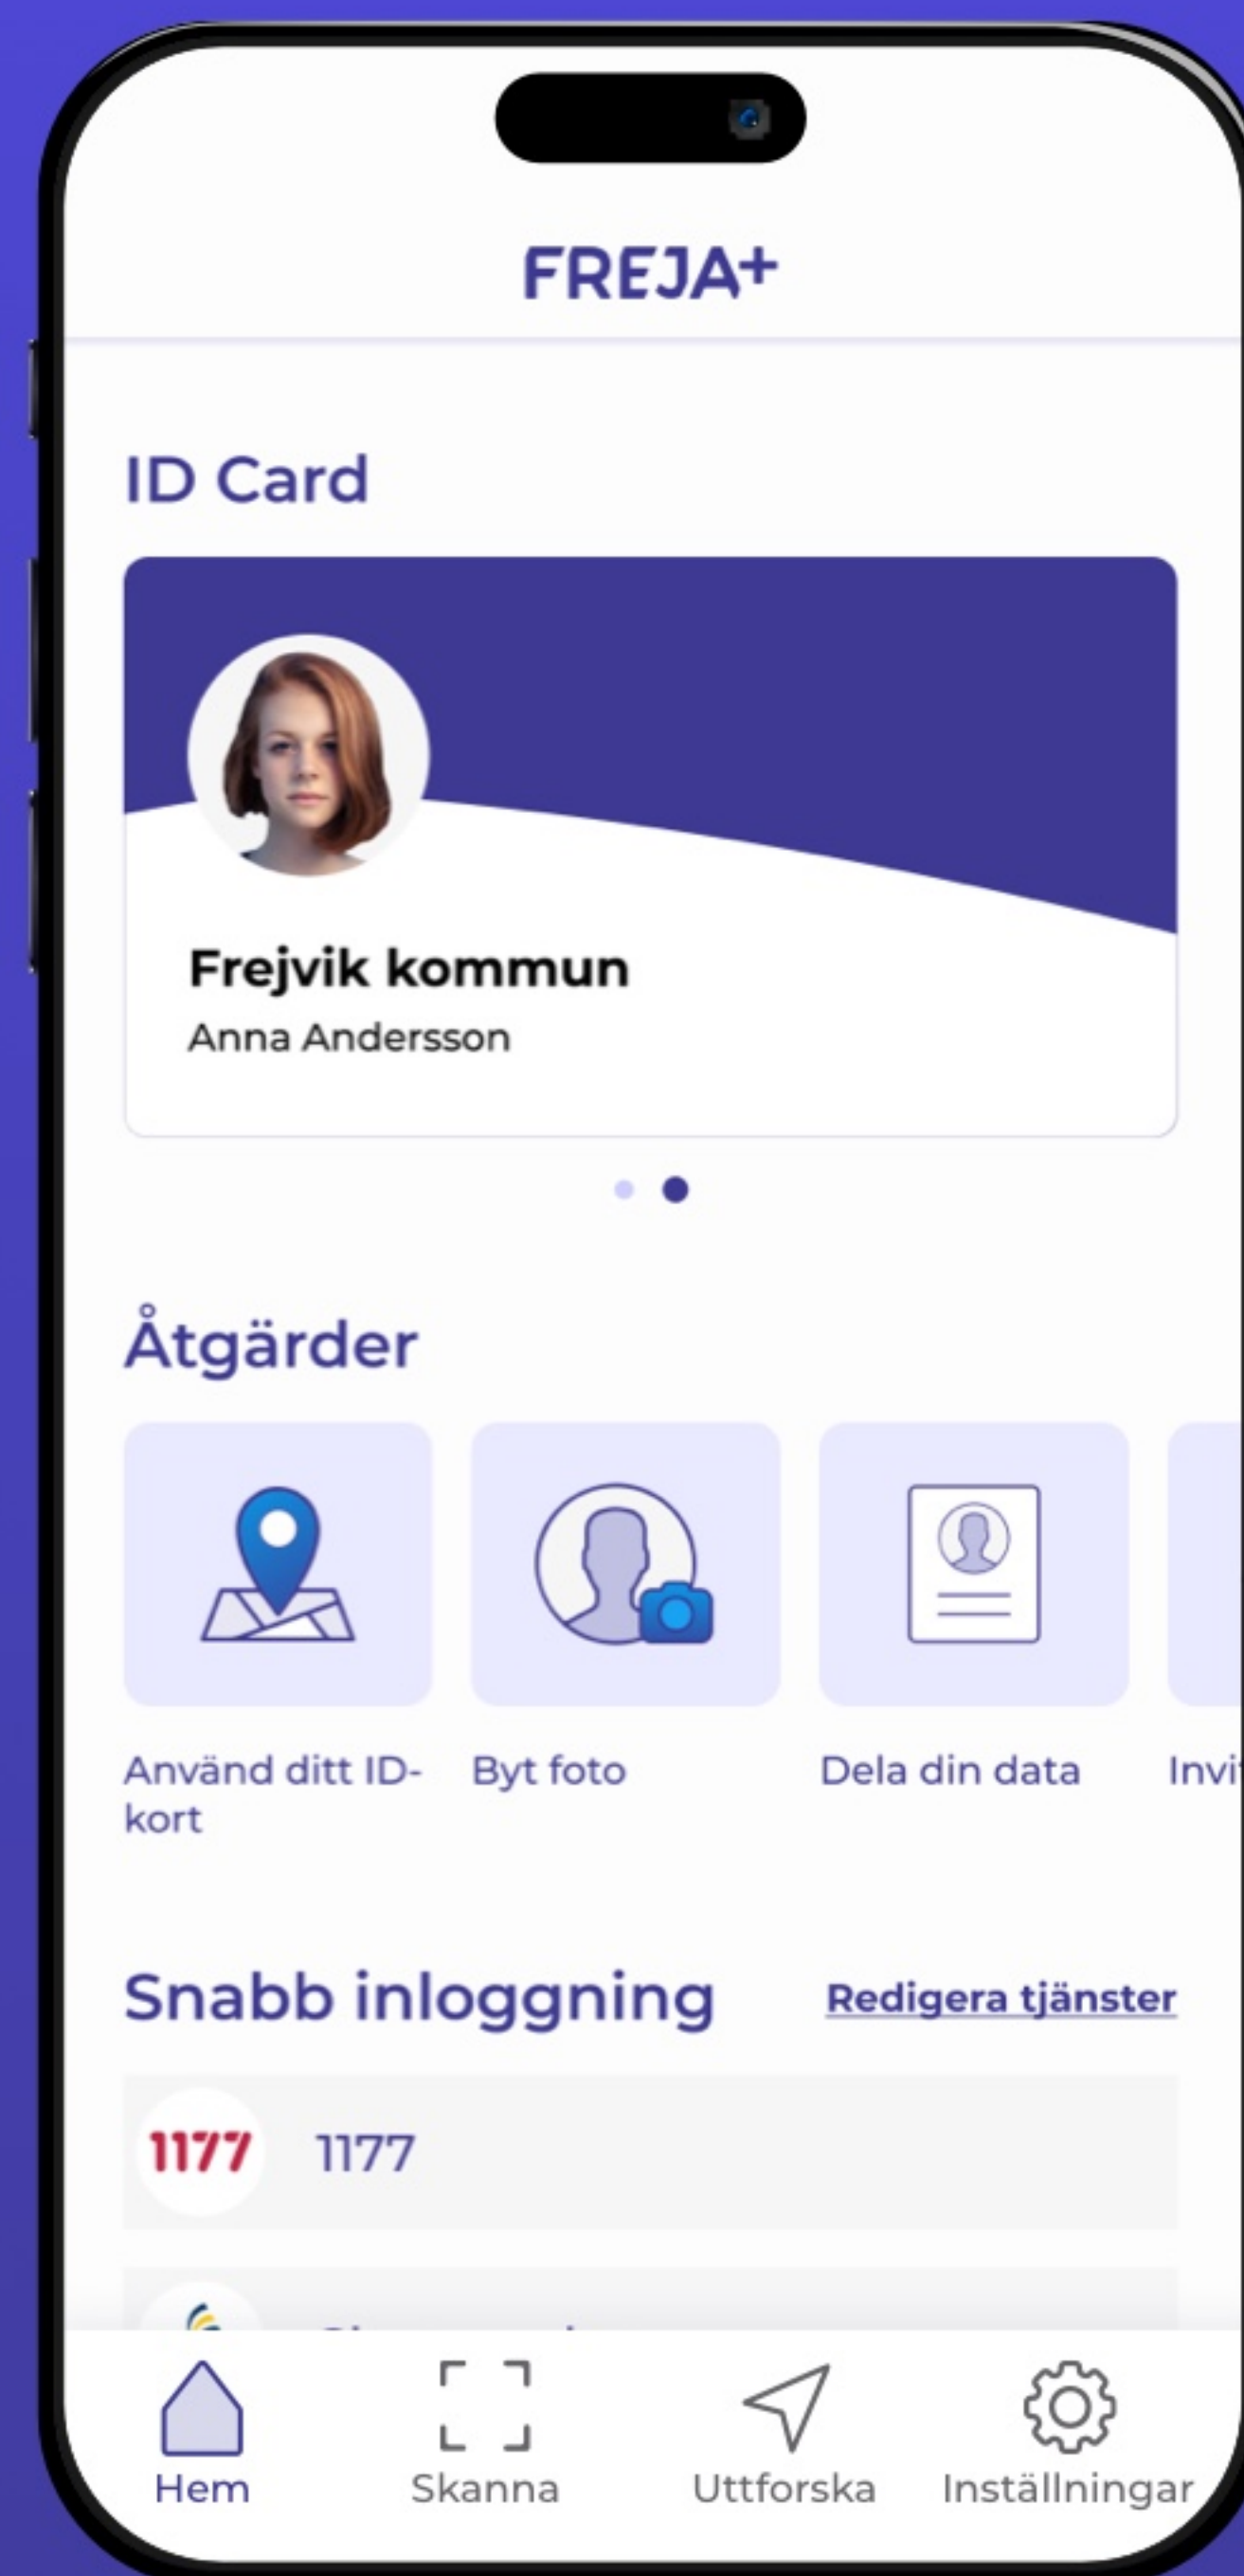 FREJA+
ID Card
Frejvik kommun
Anna Andersson
Åtgärder
Använd ditt ID-
kort
Byt foto
Dela din data
Snabb inloggning
Redigera tjänster
1177
1177
Hem
Skanna
Uttforska
Inställningar